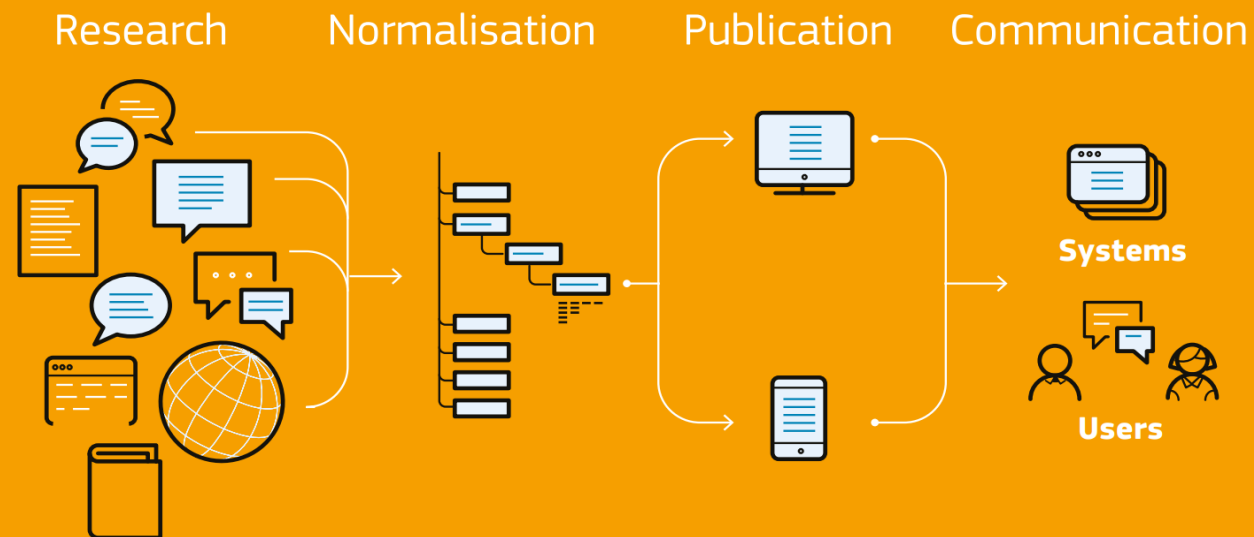 Research
Normalisation
Publication
Communication
Systems
Users